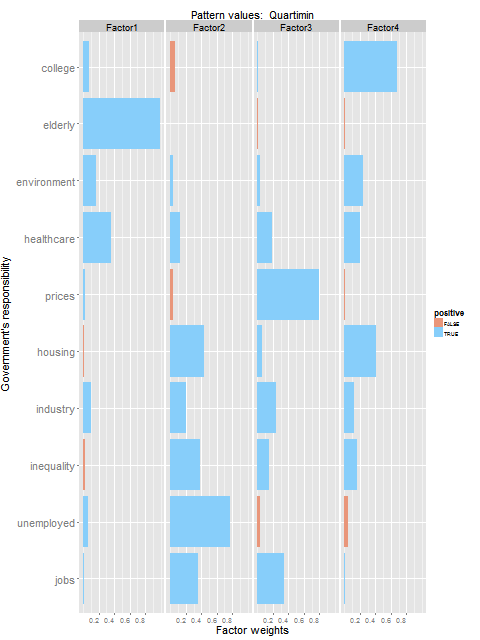 Pattern values:  Quartimin
Factor1 Factor2 Factor3 Factor4
college
elderly
environment
healthcare
prices
housing
industry
inequality
unemployed
jobs
Government's responsibility
0.2 0.4 0.6 0.8 0.2 0.4 0.6 0.8 0.2 0.4 0.6 0.8 0.2 0.4 0.6 0.8
Factor weights
positive
FALSE
TRUE